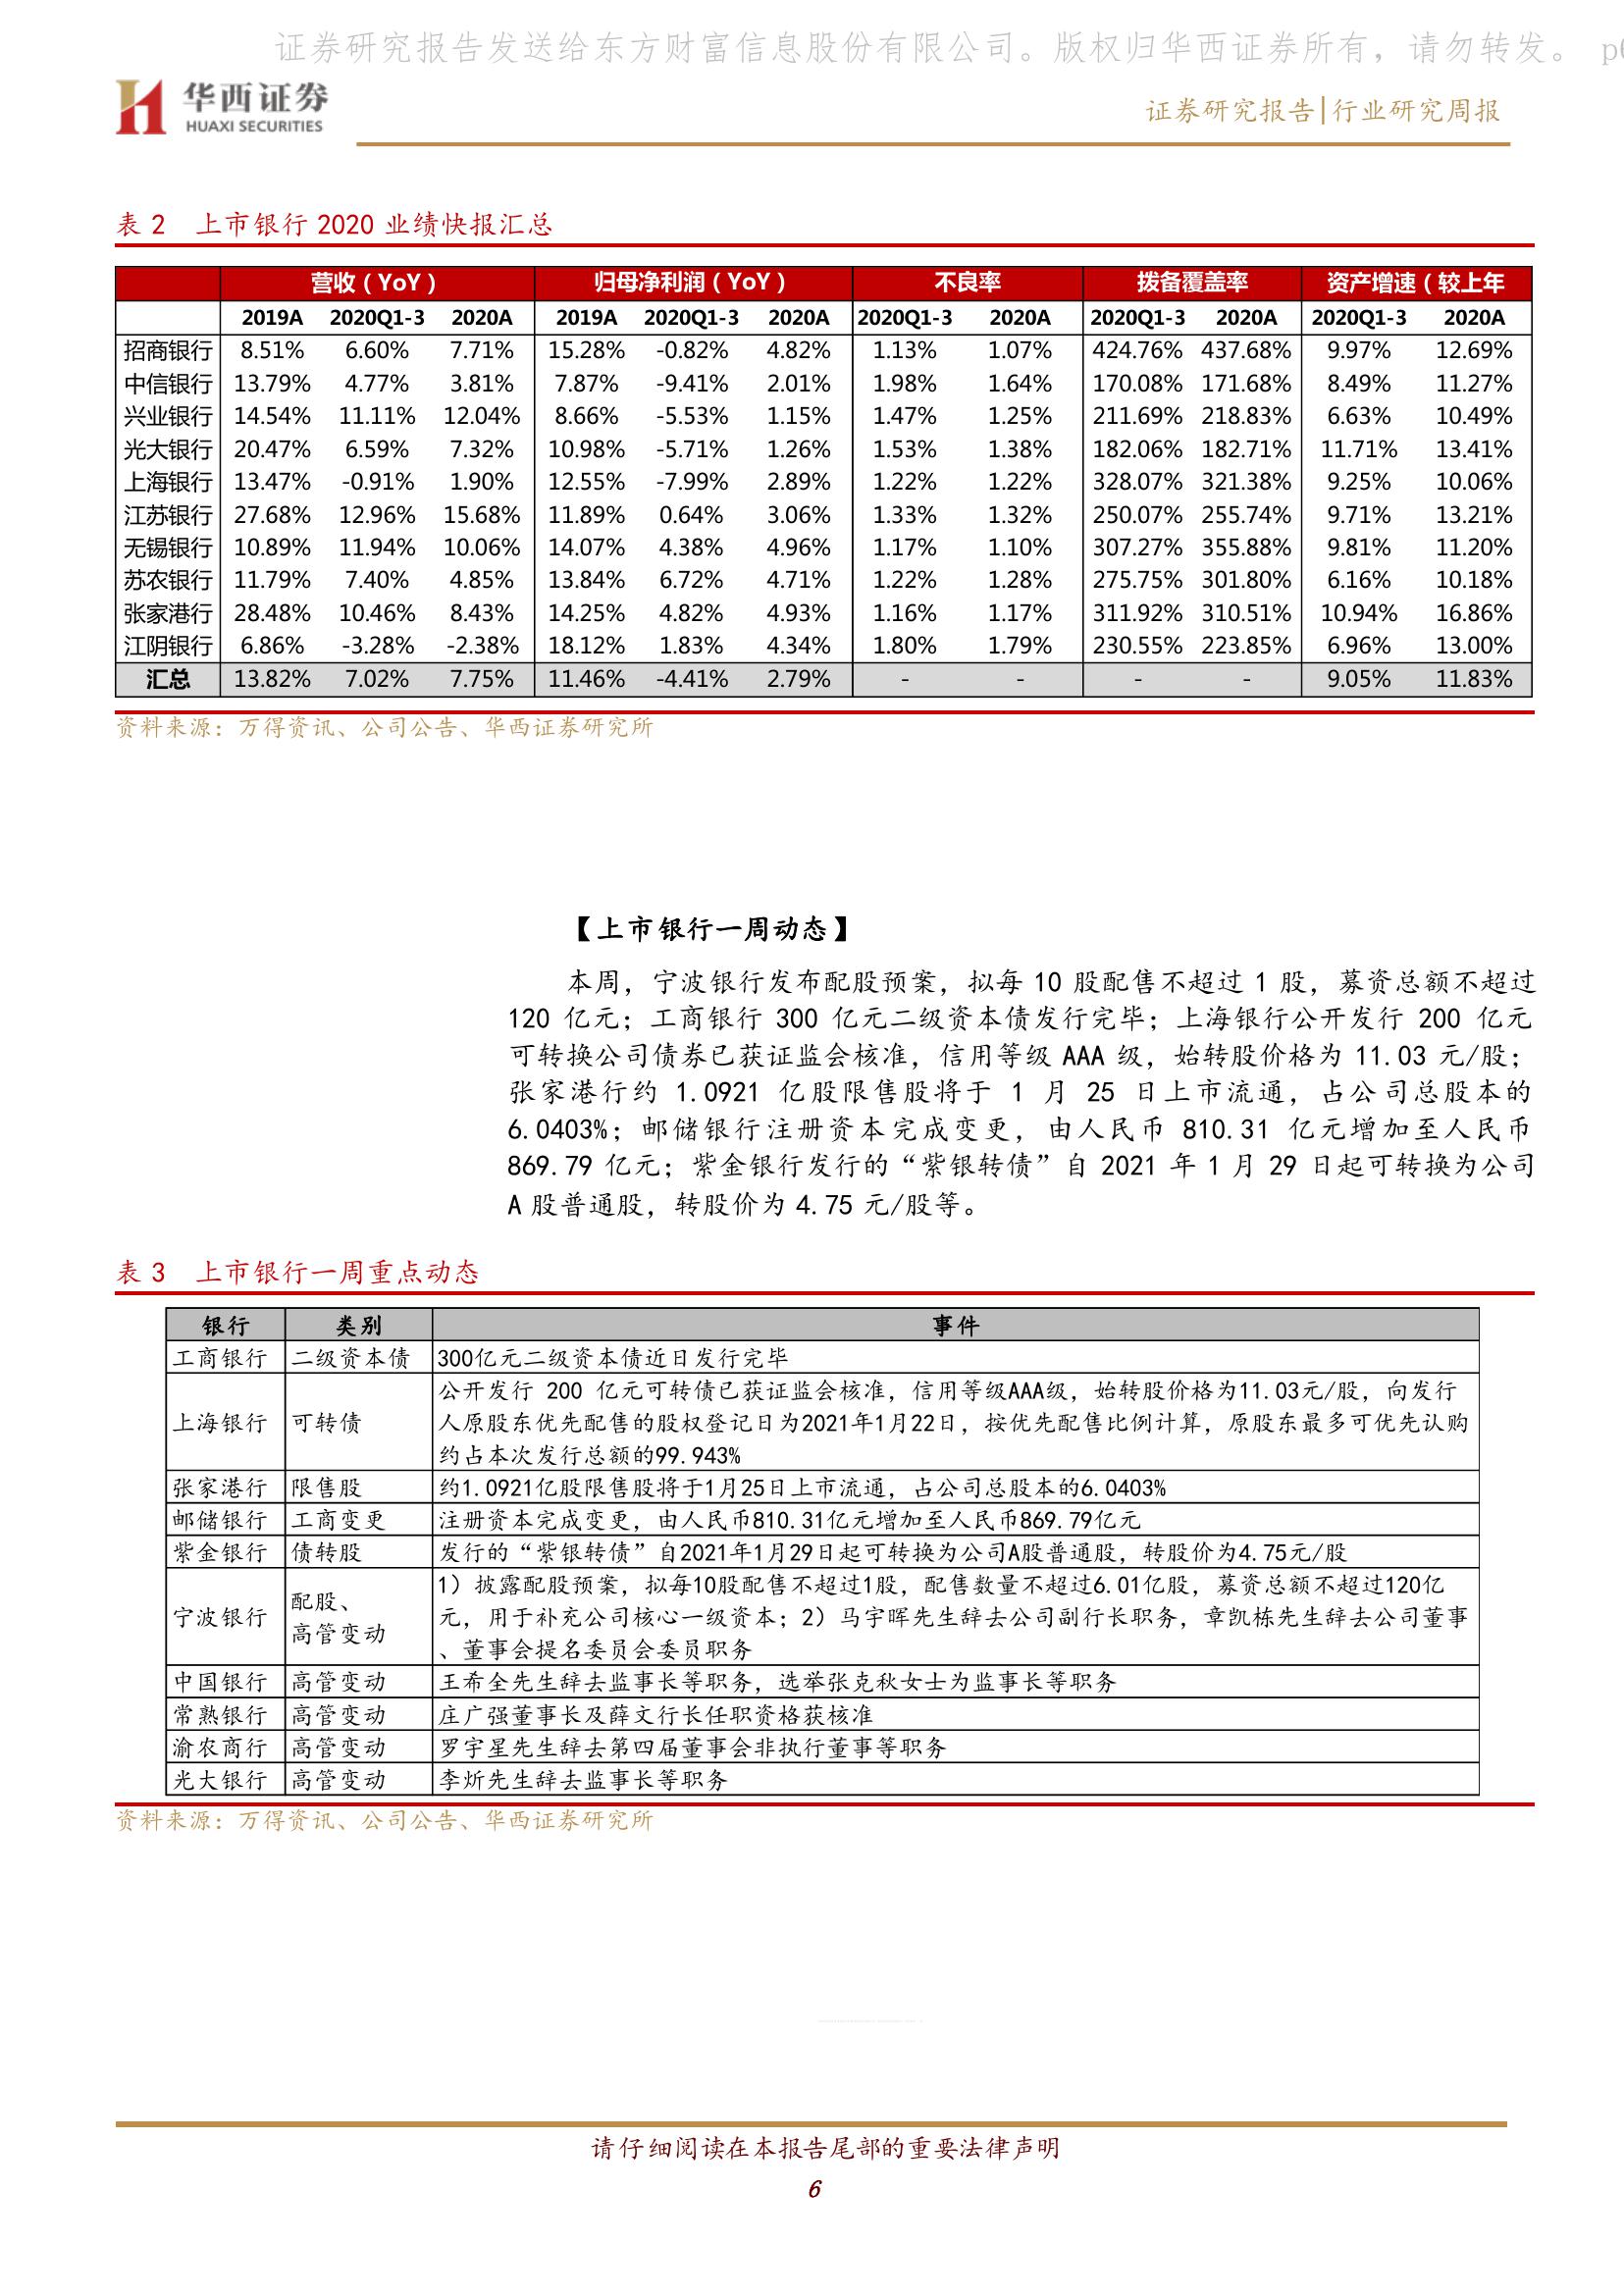 证券研究报告发送给东方财富信息股份有限公司。版权归华西证券所有，请勿转发。 p6
华西证券
HUAXI SECURITIES
证券研究报告|行业研究周报
表 2 上市银行 2020 业绩快报汇总
营收（YoY） 归母净利润（YoY） 不良率 拨备覆盖率 资产增速（较上年
2019A 2020Q1-3 2020A 2019A 2020Q1-3 2020A 2020Q1-3 2020A 2020Q1-3 2020A 2020Q1-3 2020A
招商银行 8.51% 6.60% 7.71% 15.28% -0.82% 4.82% 1.13% 1.07% 424.76% 437.68% 9.97% 12.69%
中信银行 13.79% 4.77% 3.81% 7.87% -9.41% 2.01% 1.98% 1.64% 170.08% 171.68% 8.49% 11.27%
兴业银行 14.54% 11.11% 12.04% 8.66% -5.53% 1.15% 1.47% 1.25% 211.69% 218.83% 6.63% 10.49%
光大银行 20.47% 6.59% 7.32% 10.98% -5.71% 1.26% 1.53% 1.38% 182.06% 182.71% 11.71% 13.41%
上海银行 13.47% -0.91% 1.90% 12.55% -7.99% 2.89% 1.22% 1.22% 328.07% 321.38% 9.25% 10.06%
江苏银行 27.68% 12.96% 15.68% 11.89% 0.64% 3.06% 1.33% 1.32% 250.07% 255.74% 9.71% 13.21%
无锡银行 10.89% 11.94% 10.06% 14.07% 4.38% 4.96% 1.17% 1.10% 307.27% 355.88% 9.81% 11.20%
苏农银行 11.79% 7.40% 4.85% 13.84% 6.72% 4.71% 1.22% 1.28% 275.75% 301.80% 6.16% 10.18%
张家港行 28.48% 10.46% 8.43% 14.25% 4.82% 4.93% 1.16% 1.17% 311.92% 310.51% 10.94% 16.86%
江阴银行 6.86% -3.28% -2.38% 18.12% 1.83% 4.34% 1.80% 1.79% 230.55% 223.85% 6.96% 13.00%
汇总 13.82% 7.02% 7.75% 11.46% -4.41% 2.79% - - - - 9.05% 11.83%
资料来源：万得资讯、公司公告、华西证券研究所
【上市银行一周动态】
本周，宁波银行发布配股预案，拟每 10 股配售不超过 1 股，募资总额不超过
120 亿元；工商银行 300 亿元二级资本债发行完毕；上海银行公开发行 200 亿元
可转换公司债券已获证监会核准，信用等级 AAA 级，始转股价格为 11.03 元/股；
张家港行约 1.0921 亿股限售股将于 1 月 25 日上市流通，占公司总股本的
6.0403%；邮储银行注册资本完成变更，由人民币 810.31 亿元增加至人民币
869.79 亿元；紫金银行发行的“紫银转债”自 2021 年 1 月 29 日起可转换为公司
A 股普通股，转股价为 4.75 元/股等。
表 3 上市银行一周重点动态
银行 类别 事件
工商银行 二级资本债 300亿元二级资本债近日发行完毕
上海银行 可转债 公开发行 200 亿元可转债已获证监会核准，信用等级AAA级，始转股价格为11.03元/股，向发行
人原股东优先配售的股权登记日为2021年1月22日，按优先配售比例计算，原股东最多可优先认购
约占本次发行总额的99.943%
张家港行 限售股 约1.0921亿股限售股将于1月25日上市流通，占公司总股本的6.0403%
邮储银行 工商变更 注册资本完成变更，由人民币810.31亿元增加至人民币869.79亿元
紫金银行 债转股 发行的“紫银转债”自2021年1月29日起可转换为公司A股普通股，转股价为4.75元/股
宁波银行 配股、
高管变动 1）披露配股预案，拟每10股配售不超过1股，配售数量不超过6.01亿股，募资总额不超过120亿
元，用于补充公司核心一级资本；2）马宇晖先生辞去公司副行长职务，章凯栋先生辞去公司董事
、董事会提名委员会委员职务
中国银行 高管变动 王希全先生辞去监事长等职务，选举张克秋女士为监事长等职务
常熟银行 高管变动 庄广强董事长及薛文行长任职资格获核准
渝农商行 高管变动 罗宇星先生辞去第四届董事会非执行董事等职务
光大银行 高管变动 李炘先生辞去监事长等职务
资料来源：万得资讯、公司公告、华西证券研究所
请仔细阅读在本报告尾部的重要法律声明
6